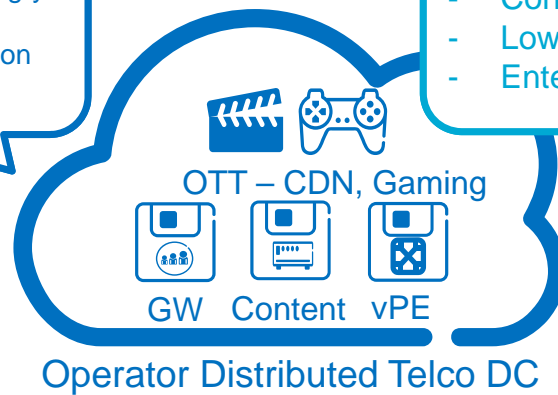 - Con
- Low
- Ente
on
OTT – CDN, Gaming
GW Content vPE
Operator Distributed Telco DC